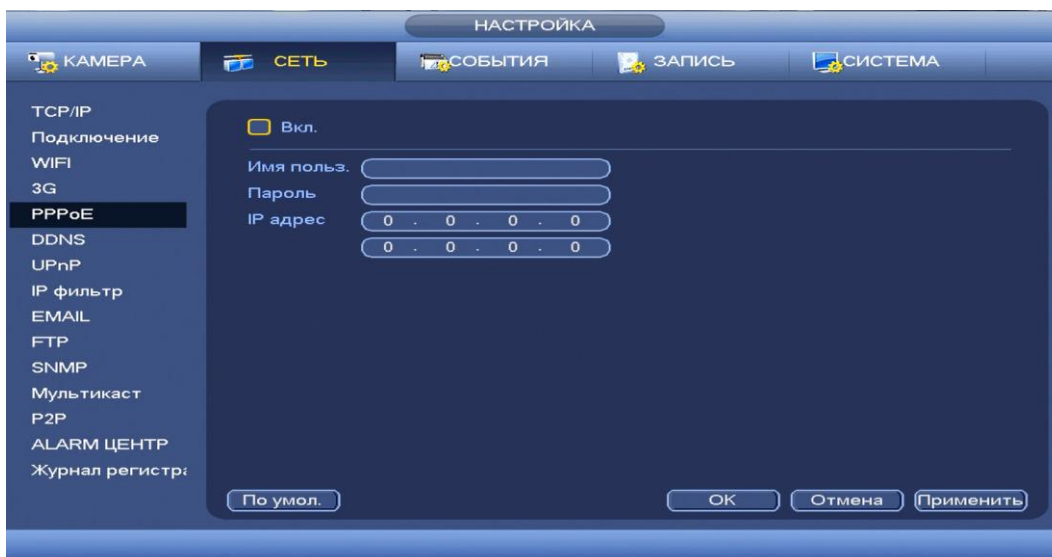 НАСТРОЙКА
КАМЕРА СЕТЬ СОБЫТИЯ ЗАПИСЬ СИСТЕМА
TCP/IP
Подключение
WIFI
3G
PPPoE
DDNS
UPnP
IP фильтр
EMAIL
FTP
SNMP
Мультикаст
P2P
ALARM ЦЕНТР
Журнал регистра
Вкл.
Имя польз.
Пароль
IP адрес 0 . 0 . 0 . 0
0 . 0 . 0 . 0
По умол. OK Отмена Применить